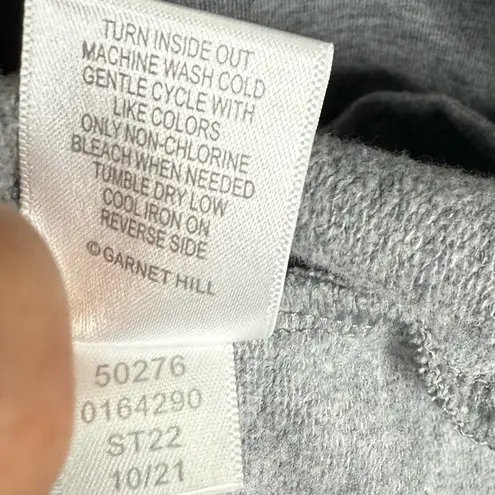 TURN INSIDE OUT
MACHINE WASH COLD
GENTLE CYCLE WITH
LIKE COLORS
ONLY NON-CHLORINE
BLEACH WHEN NEEDED
TUMBLE DRY LOW
COOL IRON ON
REVERSE SIDE
©GARNET HILL
50276
0164290
ST22
10/21